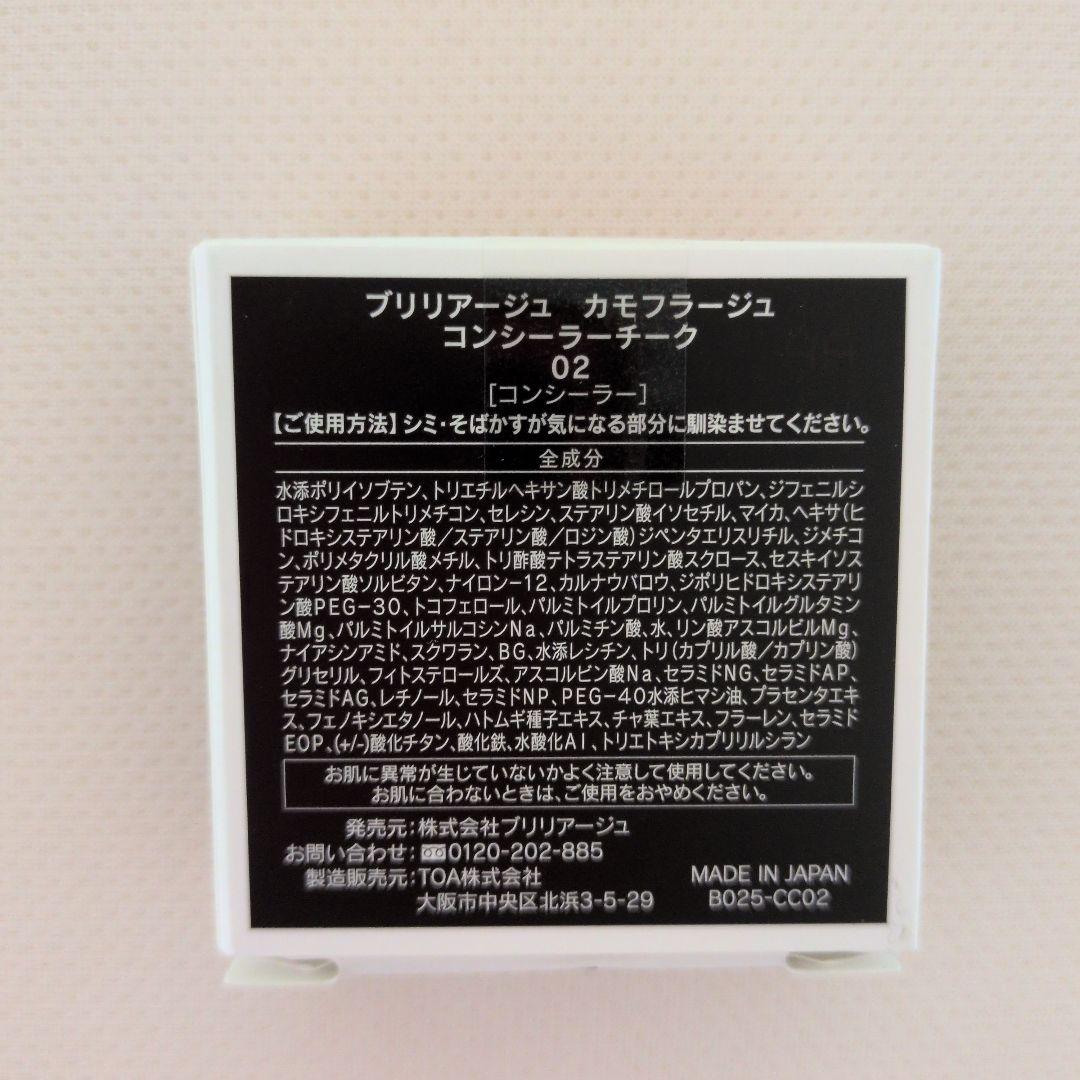 ブリリアージュ　カモフラージュ
コンシーラーチーク
02
[コンシーラー]
【ご使用方法】シミ・そばかすが気になる部分に馴染ませてください。
全成分
水添ポリイソブテン、トリエチルヘキサン酸トリメチロールプロパン、ジフェニルシ
ロキシフェニルトリメチコン、セレシン、ステアリン酸イソセチル、マイカ、ヘキサ(ヒ
ドロキシステアリン酸／ステアリン酸／ロジン酸)ジペンタエリスリチル、ジメチコ
ン、ポリメタクリル酸メチル、トリ酢酸テトラステアリン酸スクロース、セスキイソス
テアリン酸ソルビタン、ナイロン-12、カルナウバロウ、ジポリヒドロキシステアリ
ン酸PEG-30、トコフェロール、パルミトイルプロリン、パルミトイルグルタミン
酸Mg、パルミトイルサルコシンNa、パルミチン酸、水、リン酸アスコルビルMg、
ナイアシンアミド、スクワラン、BG、水添レシチン、トリ(カプリル酸／カプリン酸)
グリセリル、フィトステロールズ、アスコルビン酸Na、セラミドNG、セラミドAP、
セラミドAG、レチノール、セラミドNP、PEG-40水添ヒマシ油、プラセンタエキ
ス、フェノキシエタノール、ハトムギ種子エキス、チャ葉エキス、フラーレン、セラミド
EOP、(+/-)酸化チタン、酸化鉄、水酸化Al、トリエトキシカプリリルシラン
お肌に異常が生じていないかよく注意して使用してください。
お肌に合わないときは、ご使用をおやめください。
発売元：株式会社ブリリアージュ
お問い合わせ：0120-202-885
製造販売元：TOA株式会社
大阪市中央区北浜3-5-29
MADE IN JAPAN
B025-CC02